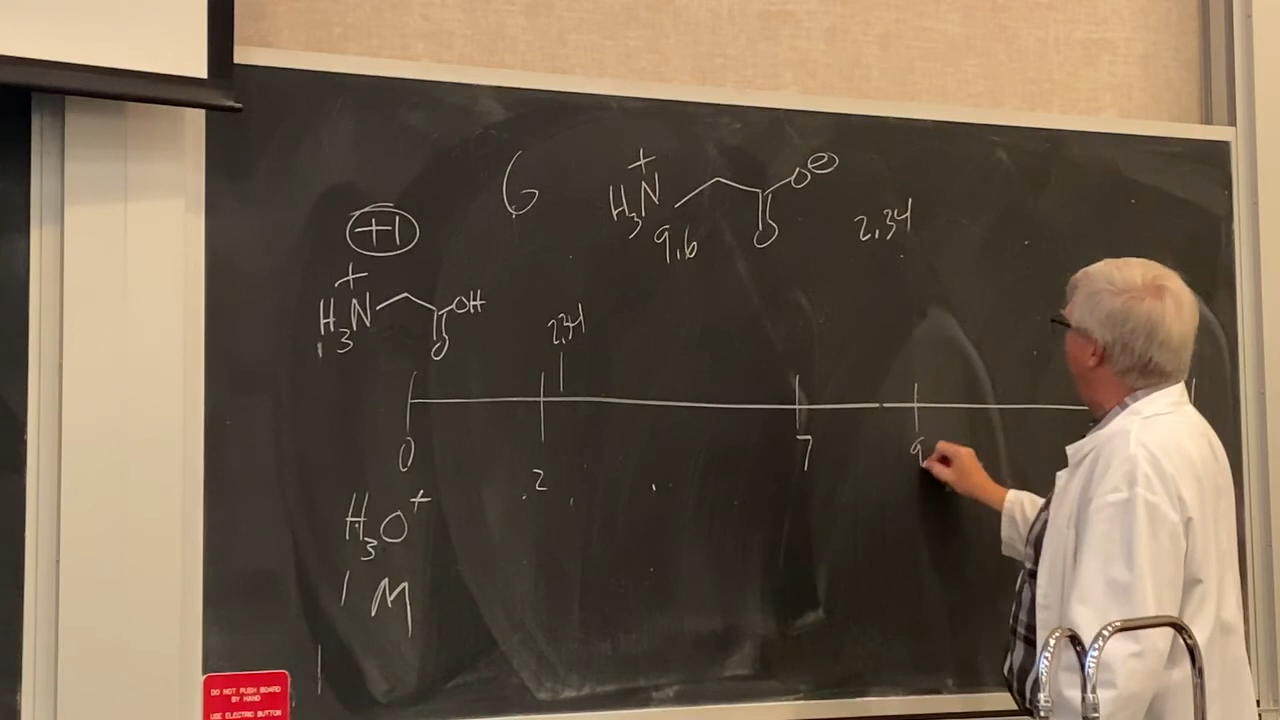 G
H3N+
O⊖
O
9.6
2.34
+1
H3N+
OH
O
2.34
0
2
7
9
H3O+
1 M
DO NOT PUSH BOARD
BY HAND
USE ELECTRIC BUTTON